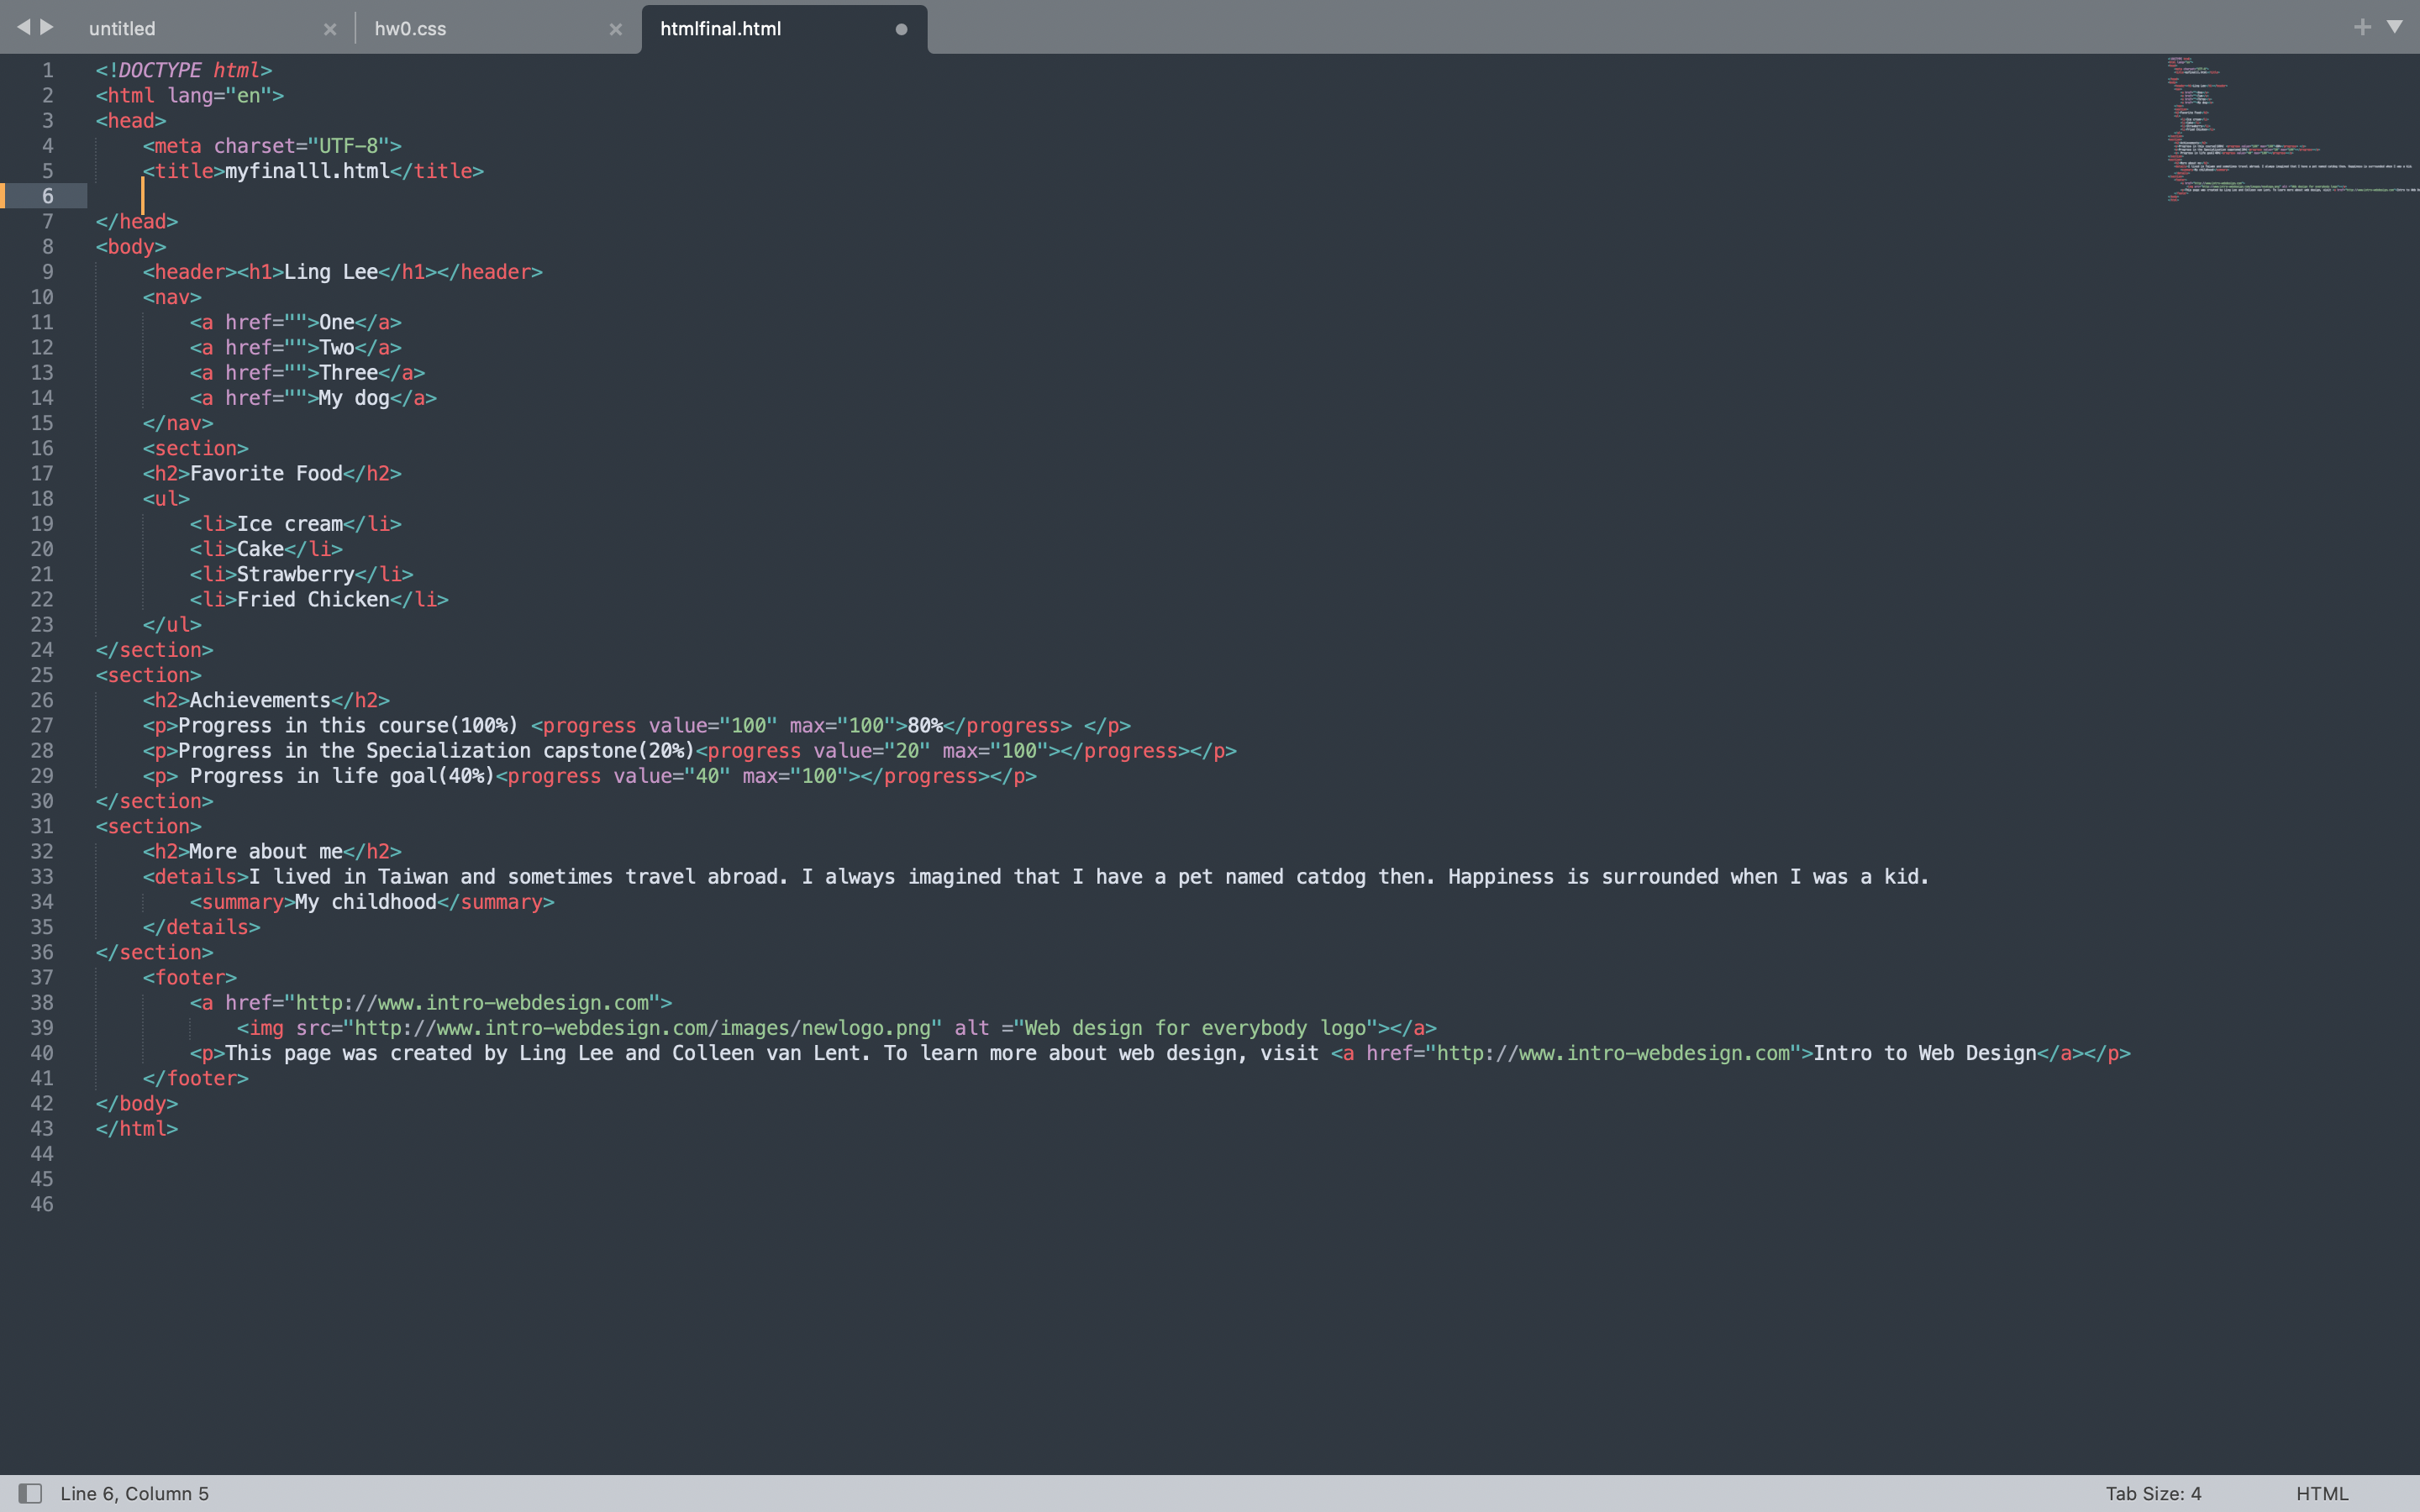 untitled × hw0.css × htmlfinal.html
1 <!DOCTYPE html>
2 <html lang="en">
3 <head>
4     <meta charset="UTF-8">
5     <title>myfinalll.html</title>
6
7 </head>
8 <body>
9     <header><h1>Ling Lee</h1></header>
10     <nav>
11         <a href="">One</a>
12         <a href="">Two</a>
13         <a href="">Three</a>
14         <a href="">My dog</a>
15     </nav>
16     <section>
17     <h2>Favorite Food</h2>
18     <ul>
19         <li>Ice cream</li>
20         <li>Cake</li>
21         <li>Strawberry</li>
22         <li>Fried Chicken</li>
23     </ul>
24 </section>
25 <section>
26     <h2>Achievements</h2>
27     <p>Progress in this course(100%) <progress value="100" max="100">80%</progress> </p>
28     <p>Progress in the Specialization capstone(20%)<progress value="20" max="100"></progress></p>
29     <p> Progress in life goal(40%)<progress value="40" max="100"></progress></p>
30 </section>
31 <section>
32     <h2>More about me</h2>
33     <details>I lived in Taiwan and sometimes travel abroad. I always imagined that I have a pet named catdog then. Happiness is surrounded when I was a kid.
34         <summary>My childhood</summary>
35     </details>
36 </section>
37     <footer>
38         <a href="http://www.intro-webdesign.com">
39             <img src="http://www.intro-webdesign.com/images/newlogo.png" alt ="Web design for everybody logo"></a>
40         <p>This page was created by Ling Lee and Colleen van Lent. To learn more about web design, visit <a href="http://www.intro-webdesign.com">Intro to Web Design</a></p>
41     </footer>
42 </body>
43 </html>
44
45
46
Line 6, Column 5 Tab Size: 4 HTML